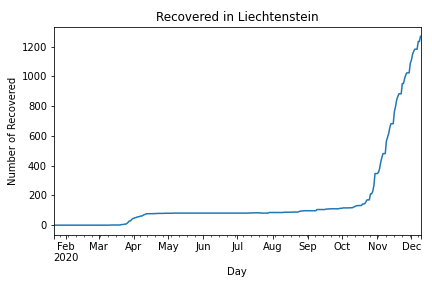 Recovered in Liechtenstein
Number of Recovered
1200
1000
800
600
400
200
0
Feb Mar Apr May Jun Jul Aug Sep Oct Nov Dec
2020
Day